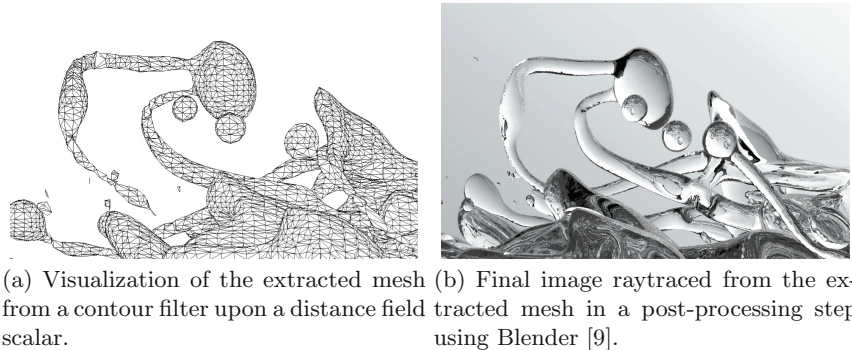 (a) Visualization of the extracted mesh
from a contour filter upon a distance field
scalar.
(b) Final image raytraced from the ex-
tracted mesh in a post-processing step
using Blender [9].